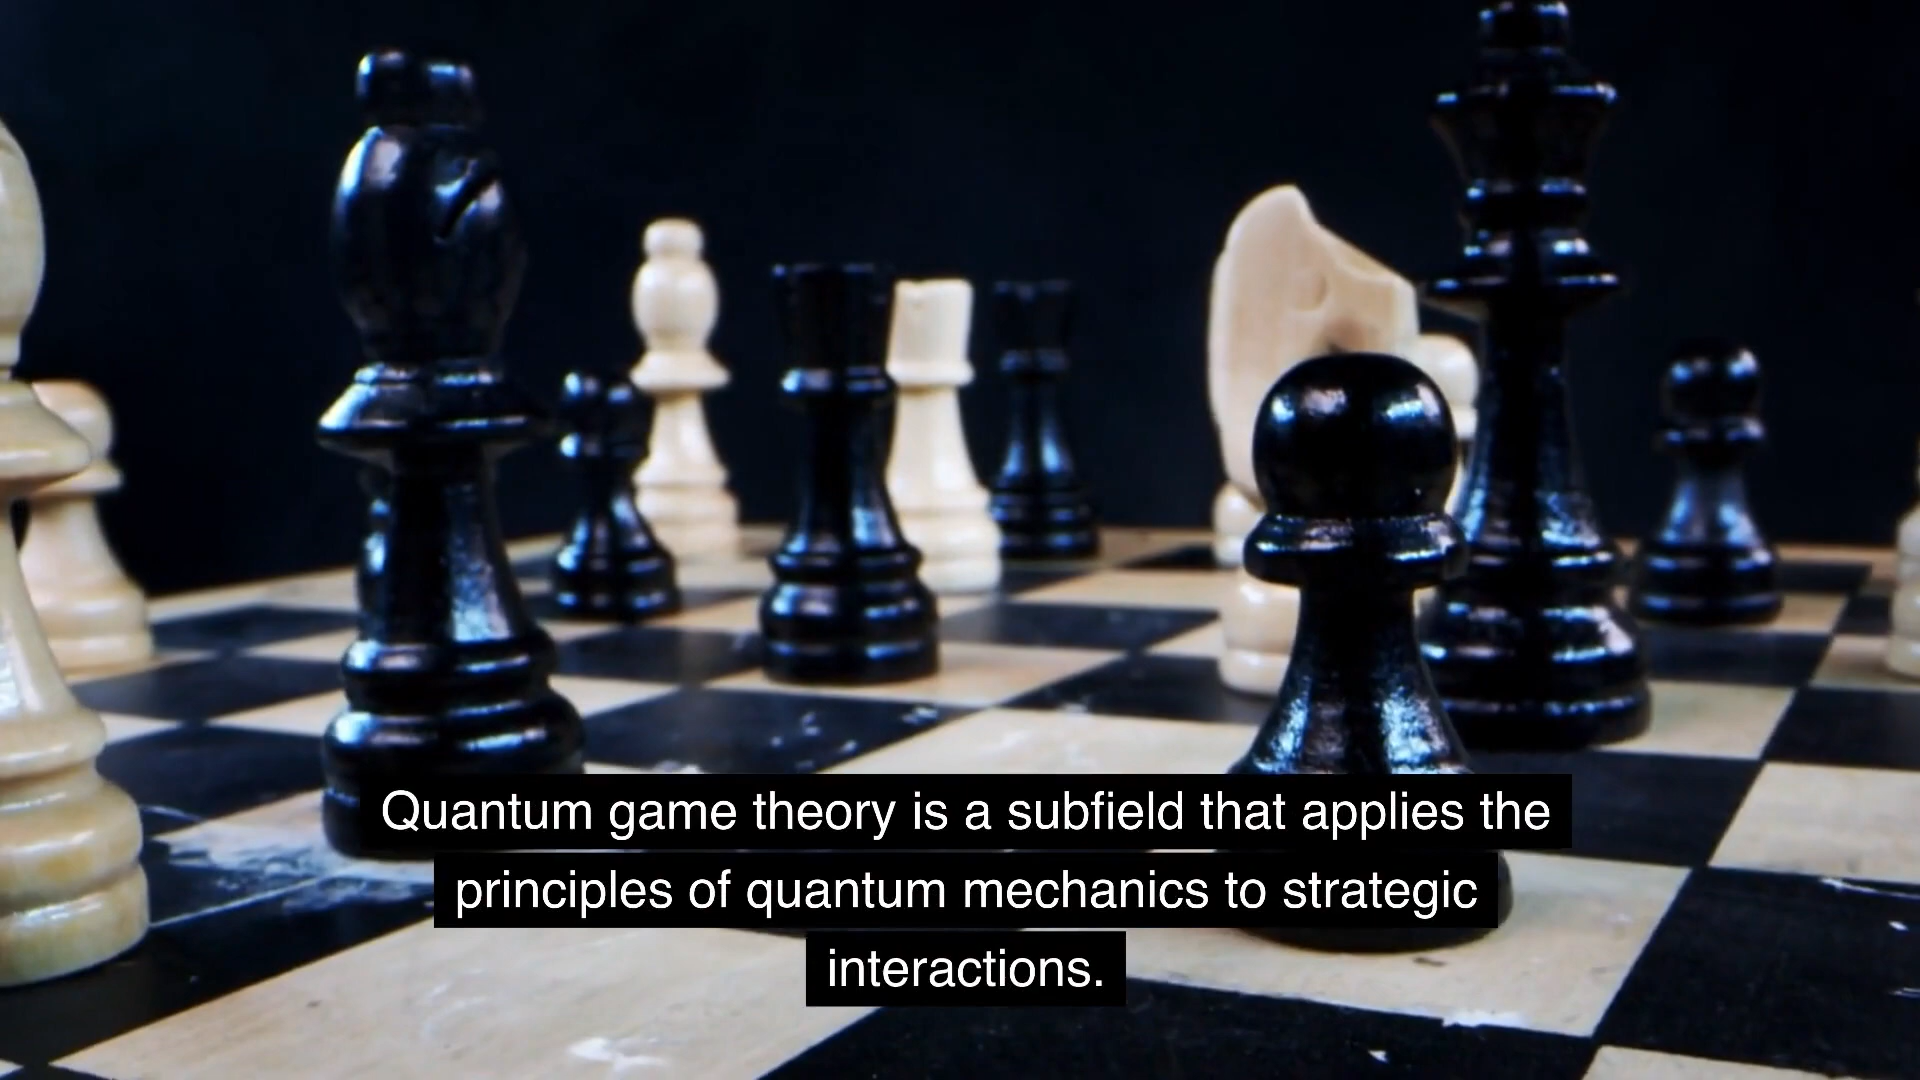 Quantum game theory is a subfield that applies the
principles of quantum mechanics to strategic
interactions.